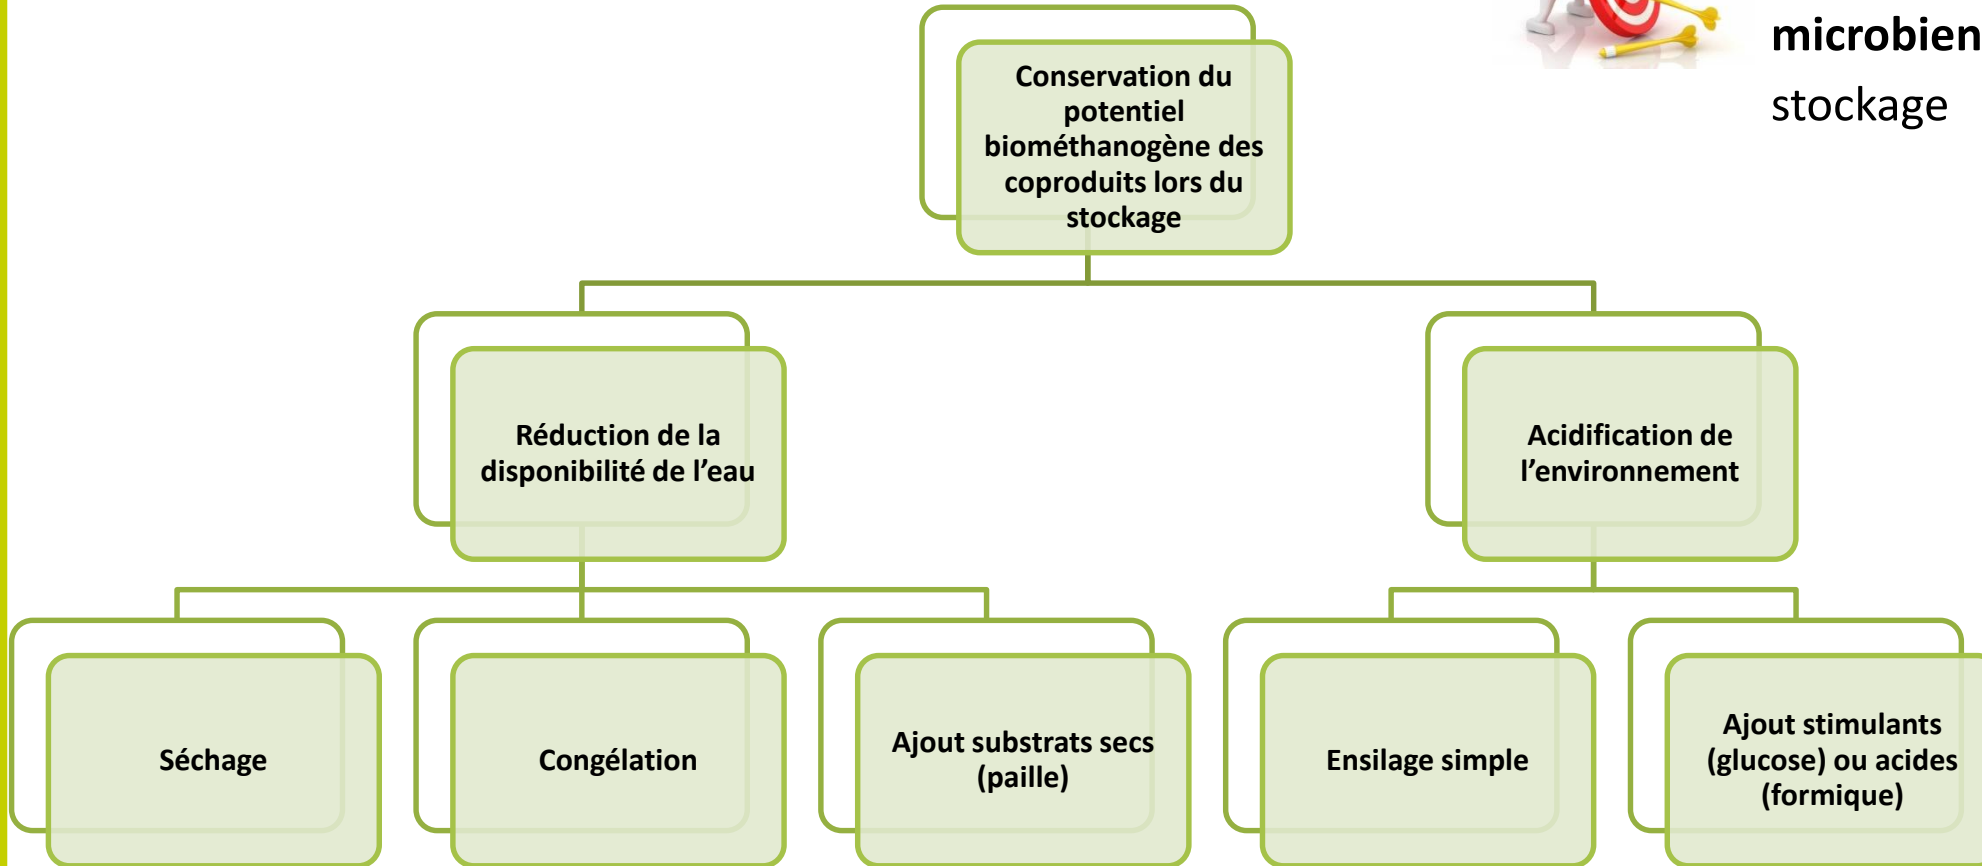 microbien
stockage
Conservation du
potentiel
biométhanogène des
coproduits lors du
stockage
Réduction de la
disponibilité de l’eau
Acidification de
l’environnement
Séchage
Congélation
Ajout substrats secs
(paille)
Ensilage simple
Ajout stimulants
(glucose) ou acides
(formique)